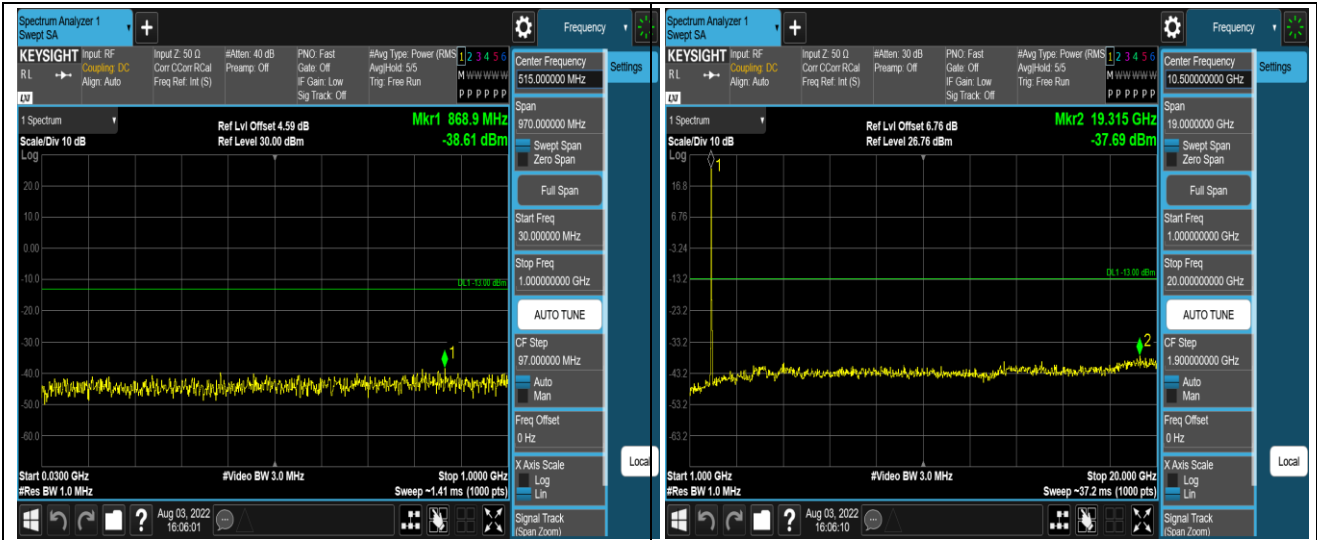 Spectrum Analyzer 1
Swept SA
+
Frequency
KEYSIGHT
Input: RF
Coupling: DC
Align: Auto
Input Z: 50 Ω
Corr CCorr RCal
Freq Ref: Int (S)
#Atten: 40 dB
Preamp: Off
PNO: Fast
Gate: Off
IF Gain: Low
Sig Track: Off
#Avg Type: Power (RMS
Avg|Hold: 5/5
Trig: Free Run
1 2 3 4 5 6
M W W W W W
P P P P P P
R L
LXI
Center Frequency
515.000000 MHz
Settings
Span
970.000000 MHz
Swept Span
Zero Span
Full Span
Start Freq
30.000000 MHz
Stop Freq
1.000000000 GHz
AUTO TUNE
CF Step
97.000000 MHz
Auto
Man
Freq Offset
0 Hz
X Axis Scale
Log
Lin
Signal Track
(Span Zoom)
Local
1 Spectrum
Scale/Div 10 dB
Log
Ref Lvl Offset 4.59 dB
Ref Level 30.00 dBm
Mkr1 868.9 MHz
-38.61 dBm
20.0
10.0
0.00
-10.0
DL1 -13.00 dBm
-20.0
-30.0
1
-40.0
-50.0
-60.0
Start 0.0300 GHz
#Res BW 1.0 MHz
#Video BW 3.0 MHz
Stop 1.0000 GHz
Sweep ~1.41 ms (1000 pts)
?
Aug 03, 2022
16:06:01
Spectrum Analyzer 1
Swept SA
+
Frequency
KEYSIGHT
Input: RF
Coupling: DC
Align: Auto
Input Z: 50 Ω
Corr CCorr RCal
Freq Ref: Int (S)
#Atten: 30 dB
Preamp: Off
PNO: Fast
Gate: Off
IF Gain: Low
Sig Track: Off
#Avg Type: Power (RMS
Avg|Hold: 5/5
Trig: Free Run
1 2 3 4 5 6
M W W W W W
P P P P P P
R L
LXI
Center Frequency
10.500000000 GHz
Settings
Span
19.0000000 GHz
Swept Span
Zero Span
Full Span
Start Freq
1.000000000 GHz
Stop Freq
20.000000000 GHz
AUTO TUNE
CF Step
1.900000000 GHz
Auto
Man
Freq Offset
0 Hz
X Axis Scale
Log
Lin
Signal Track
(Span Zoom)
Local
1 Spectrum
Scale/Div 10 dB
Log
Ref Lvl Offset 6.76 dB
Ref Level 26.76 dBm
Mkr2 19.315 GHz
-37.69 dBm
1
16.8
6.76
-3.24
-13.2
DL1 -13.00 dBm
-23.2
-33.2
2
-43.2
-53.2
-63.2
Start 1.000 GHz
#Res BW 1.0 MHz
#Video BW 3.0 MHz
Stop 20.000 GHz
Sweep ~37.2 ms (1000 pts)
?
Aug 03, 2022
16:06:10